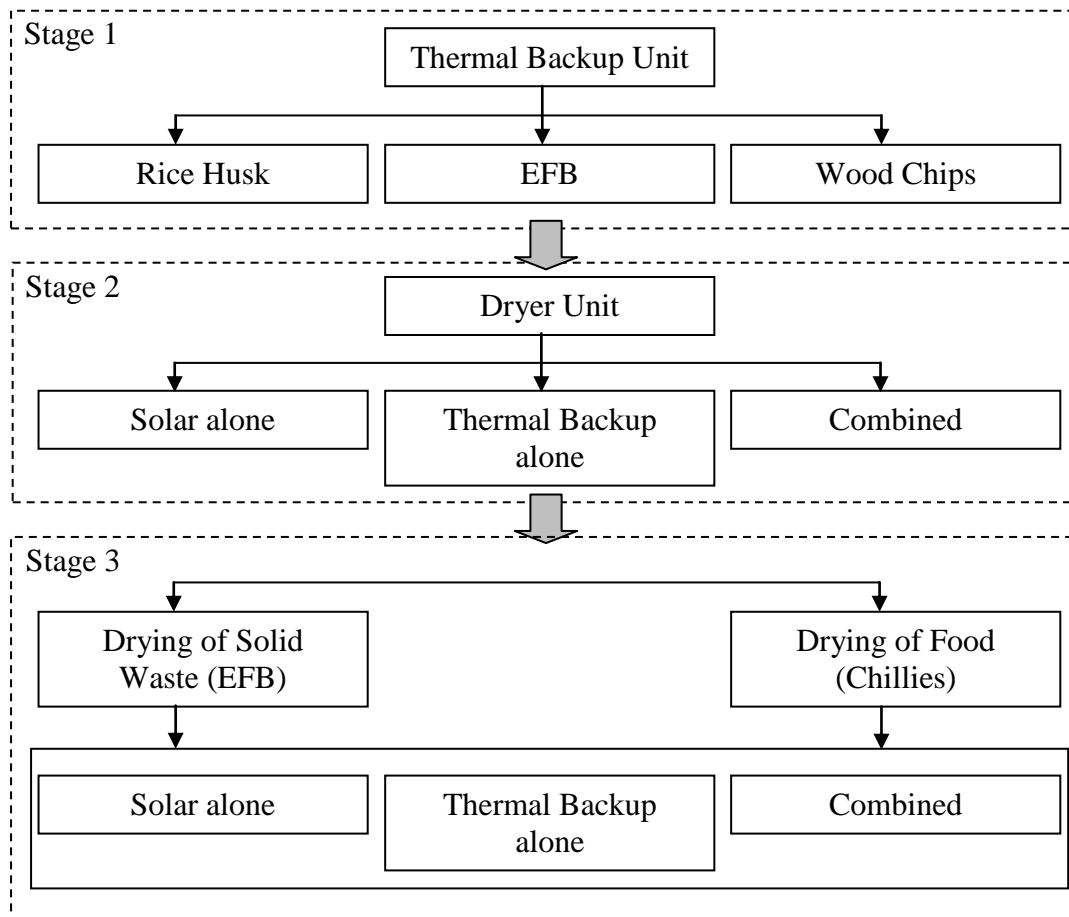 Stage 1
Thermal Backup Unit
Rice Husk
EFB
Wood Chips
Stage 2
Dryer Unit
Solar alone
Thermal Backup
alone
Combined
Stage 3
Drying of Solid
Waste (EFB)
Drying of Food
(Chillies)
Solar alone
Thermal Backup
alone
Combined